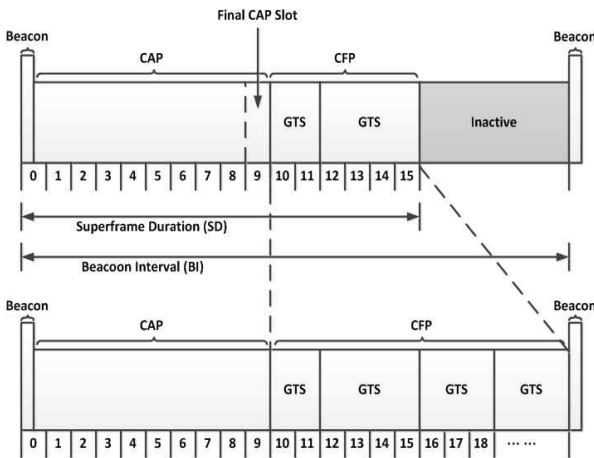 Final CAP Slot
Beacon
Beacon
CAP
CFP
GTS
GTS
Inactive
0 1 2 3 4 5 6 7 8 9 10 11 12 13 14 15
Superframe Duration (SD)
Beacoon Interval (BI)
Beacon
Beacon
CAP
CFP
GTS
GTS
GTS
GTS
0 1 2 3 4 5 6 7 8 9 10 11 12 13 14 15 16 17 18 ... ...